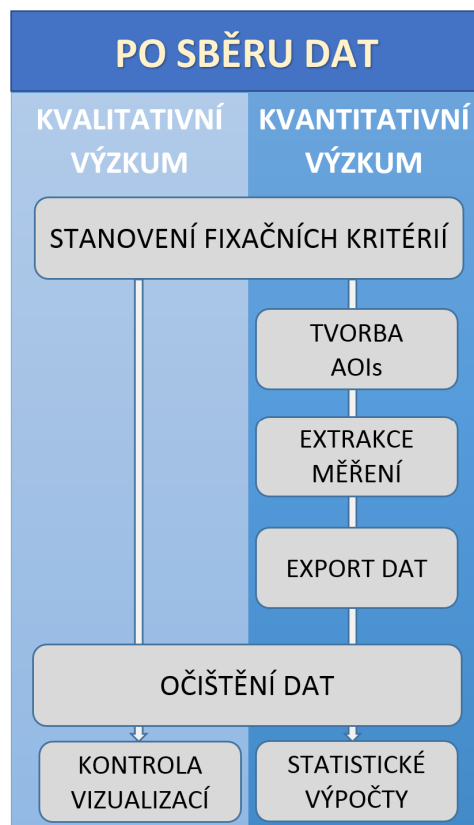 PO SBĚRU DAT
KVALITATIVNÍ
VÝZKUM
KVANTITATIVNÍ
VÝZKUM
STANOVENÍ FIXAČNÍCH KRITÉRIÍ
TVORBA
AOIs
EXTRAKCE
MĚŘENÍ
EXPORT DAT
OČIŠTĚNÍ DAT
KONTROLA
VIZUALIZACÍ
STATISTICKÉ
VÝPOČTY